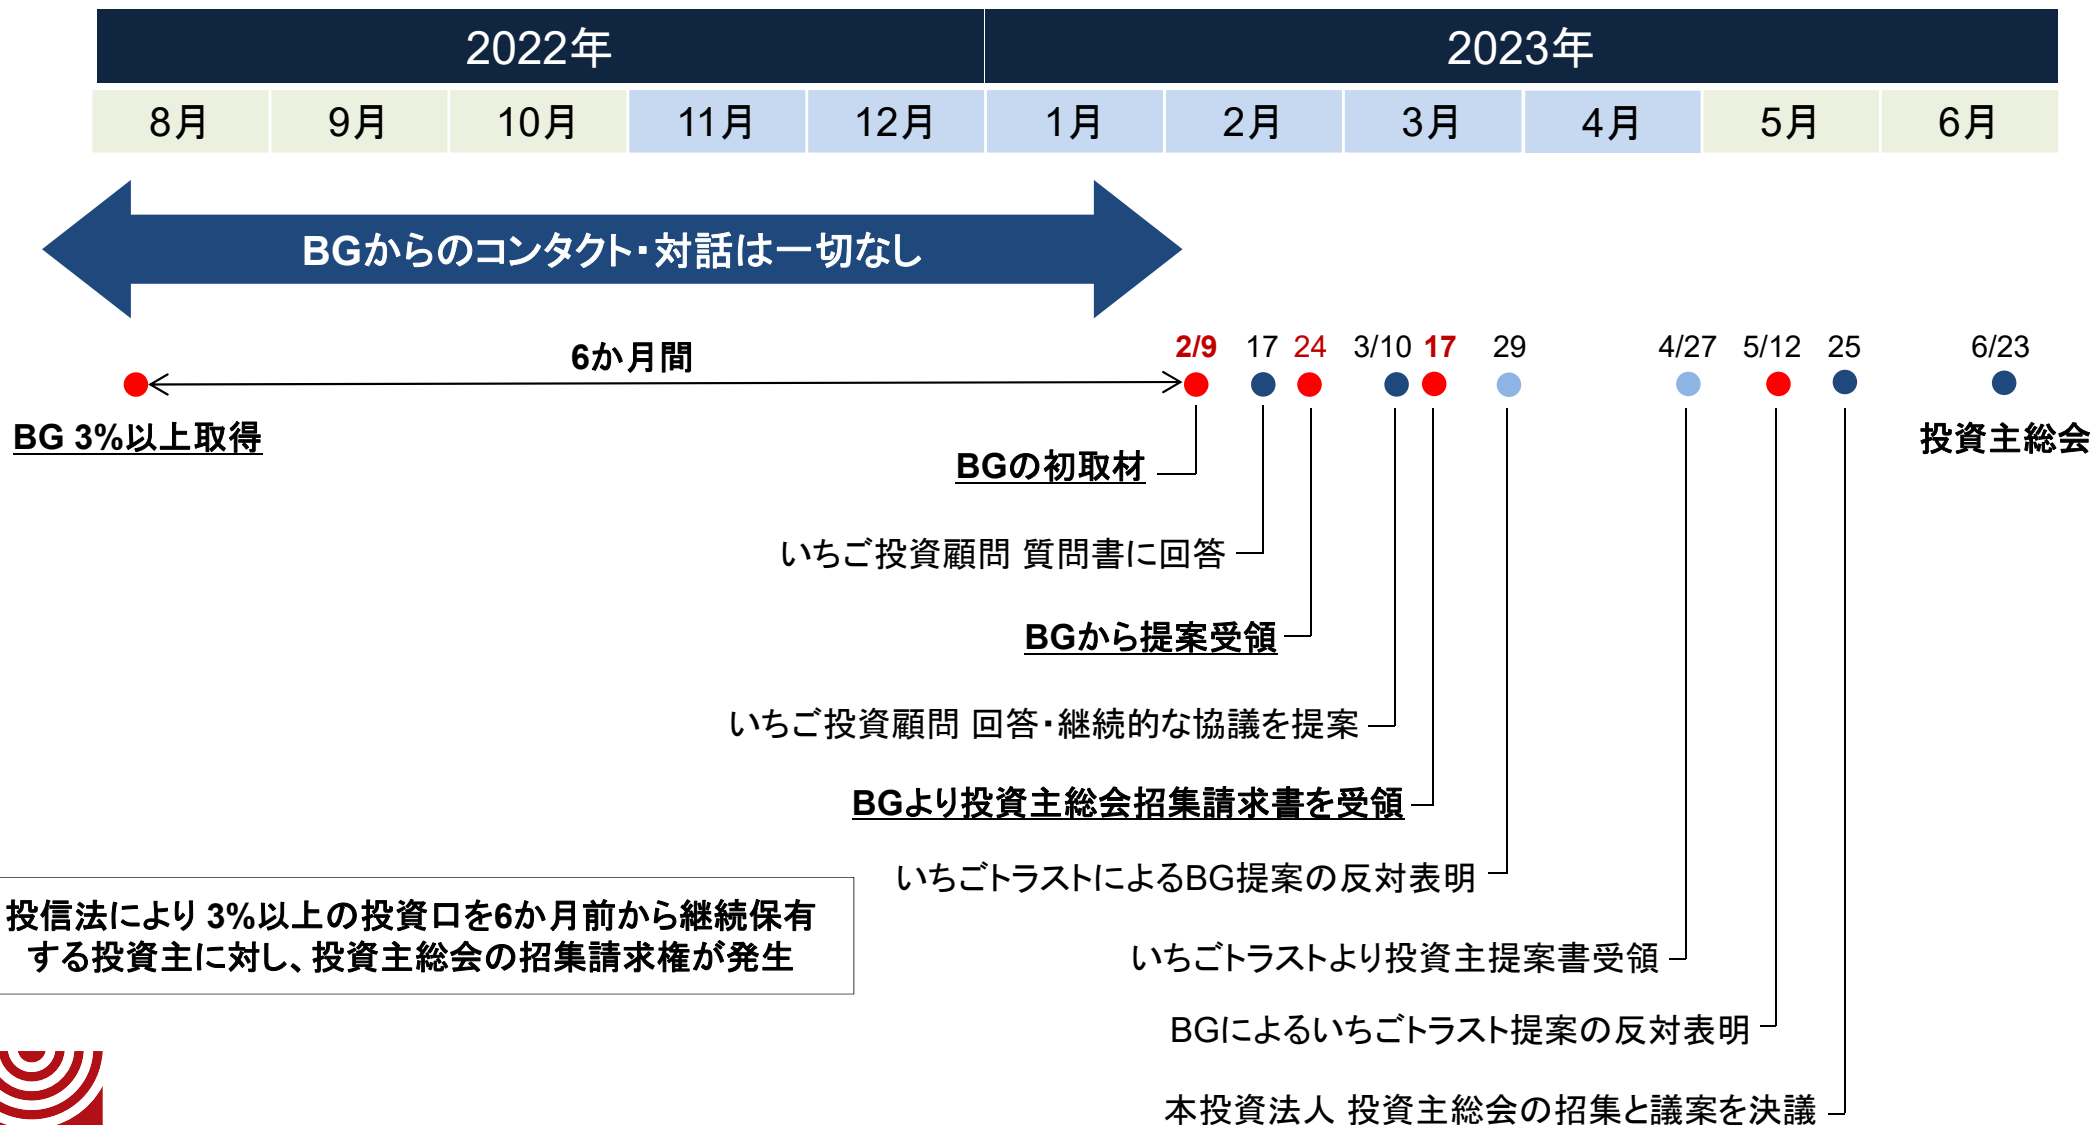 2022年 2023年
8月 9月 10月 11月 12月 1月 2月 3月 4月 5月 6月
BGからのコンタクト・対話は一切なし
6か月間
2/9 17 24 3/10 17 29 4/27 5/12 25 6/23
BG 3%以上取得
投資主総会
BGの初取材
いちご投資顧問 質問書に回答
BGから提案受領
いちご投資顧問 回答・継続的な協議を提案
BGより投資主総会招集請求書を受領
いちごトラストによるBG提案の反対表明
投信法により 3%以上の投資口を6か月前から継続保有
する投資主に対し、投資主総会の招集請求権が発生
いちごトラストより投資主提案書受領
BGによるいちごトラスト提案の反対表明
本投資法人 投資主総会の招集と議案を決議